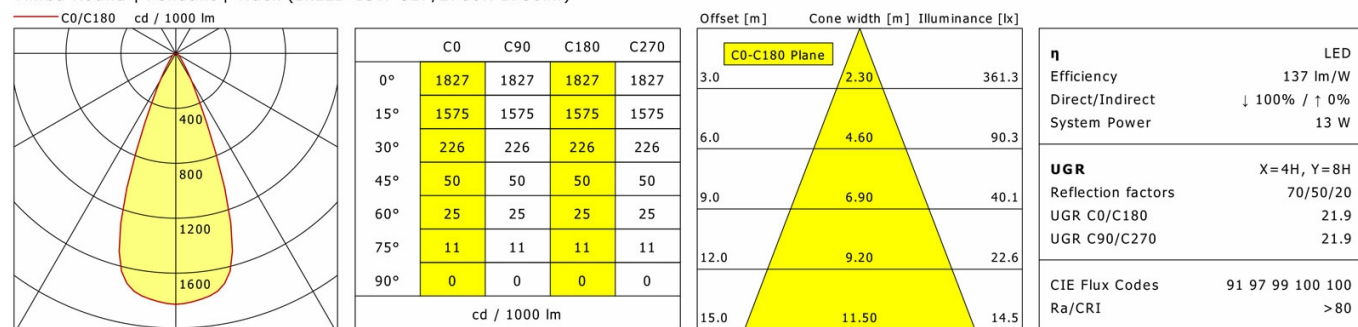 C0/C180 cd / 1000 lm
400
800
1200
1600
C0 C90 C180 C270
0° 1827 1827 1827 1827
15° 1575 1575 1575 1575
30° 226 226 226 226
45° 50 50 50 50
60° 25 25 25 25
75° 11 11 11 11
90° 0 0 0 0
cd / 1000 lm
Offset [m] Cone width [m] Illuminance [lx]
C0-C180 Plane
3.0 2.30 361.3
6.0 4.60 90.3
9.0 6.90 40.1
12.0 9.20 22.6
15.0 11.50 14.5
η LED
Efficiency 137 lm/W
Direct/Indirect ↓ 100% / ↑ 0%
System Power 13 W
UGR X=4H, Y=8H
Reflection factors 70/50/20
UGR C0/C180 21.9
UGR C90/C270 21.9
CIE Flux Codes 91 97 99 100 100
Ra/CRI >80